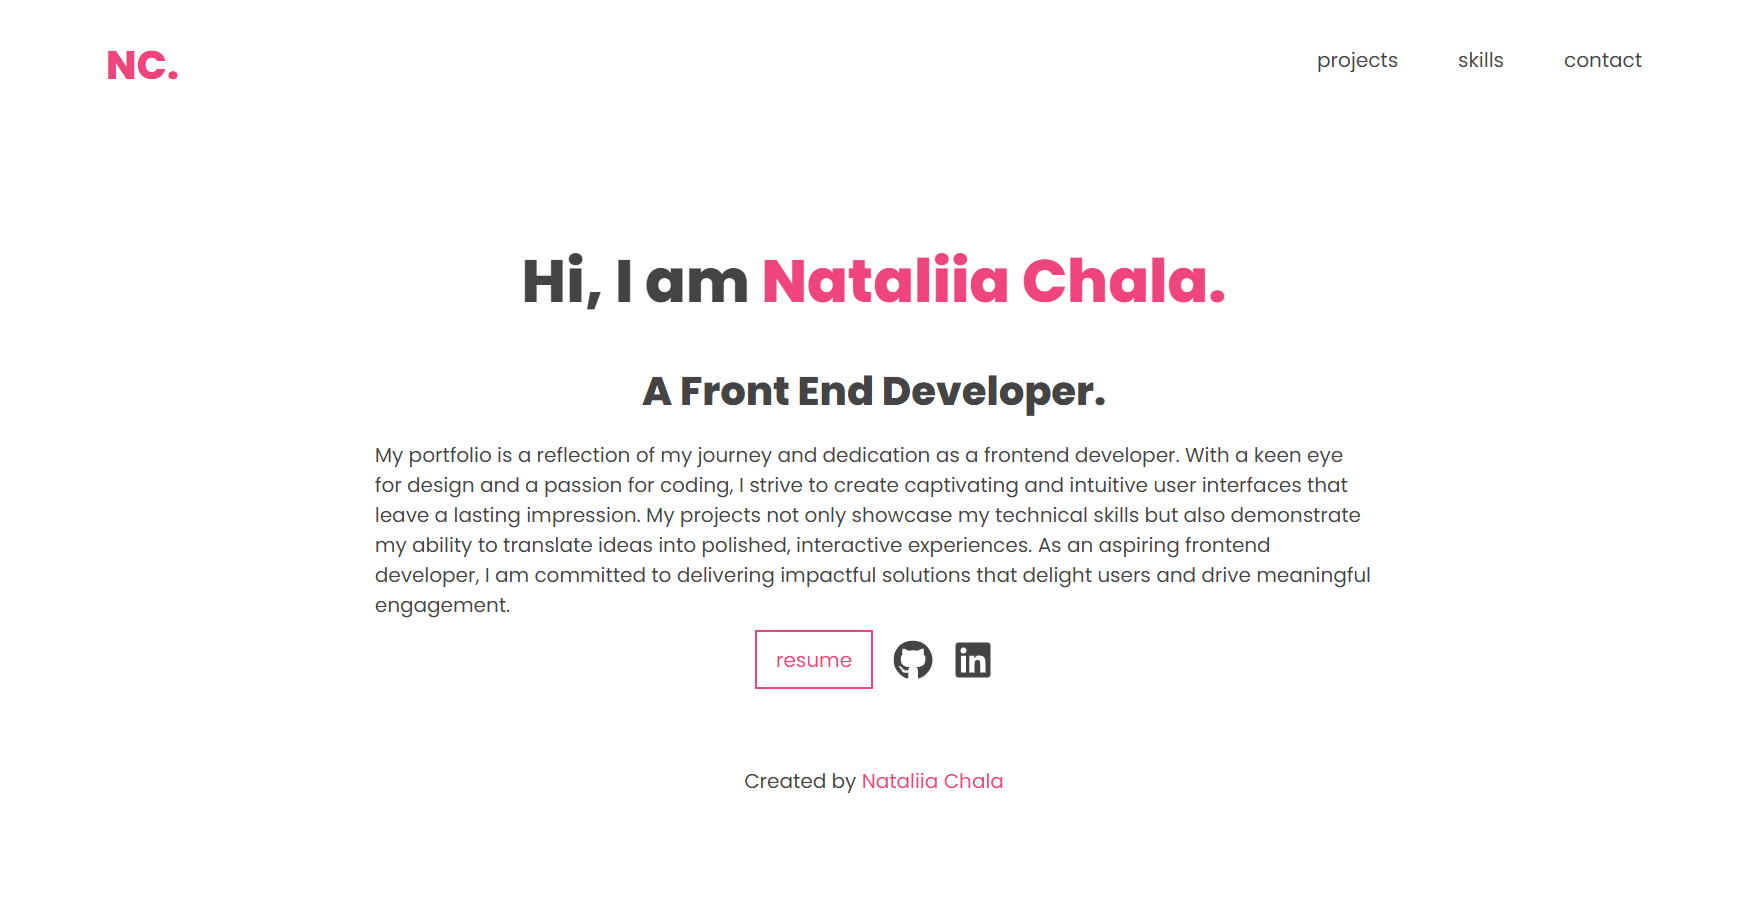 NC.
projects skills contact
Hi, I am Nataliia Chala.
A Front End Developer.
My portfolio is a reflection of my journey and dedication as a frontend developer. With a keen eye
for design and a passion for coding, I strive to create captivating and intuitive user interfaces that
leave a lasting impression. My projects not only showcase my technical skills but also demonstrate
my ability to translate ideas into polished, interactive experiences. As an aspiring frontend
developer, I am committed to delivering impactful solutions that delight users and drive meaningful
engagement.
resume in
Created by Nataliia Chala